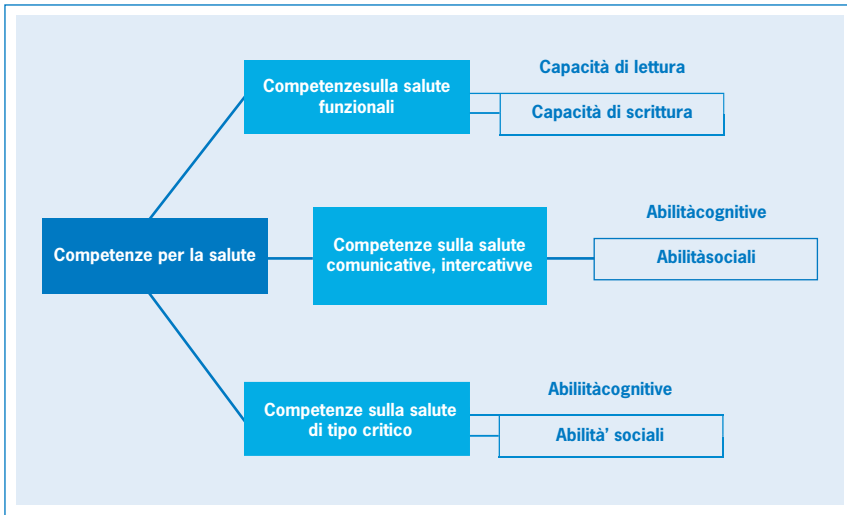 Capacità di lettura
Competenzesulla salute
funzionali
Capacità di scrittura
Abilitàcognitive
Competenze per la salute
Competenze sulla salute
comunicative, intercativve
Abilitàsociali
Abiliitàcognitive
Competenze sulla salute
di tipo critico
Abilità' sociali